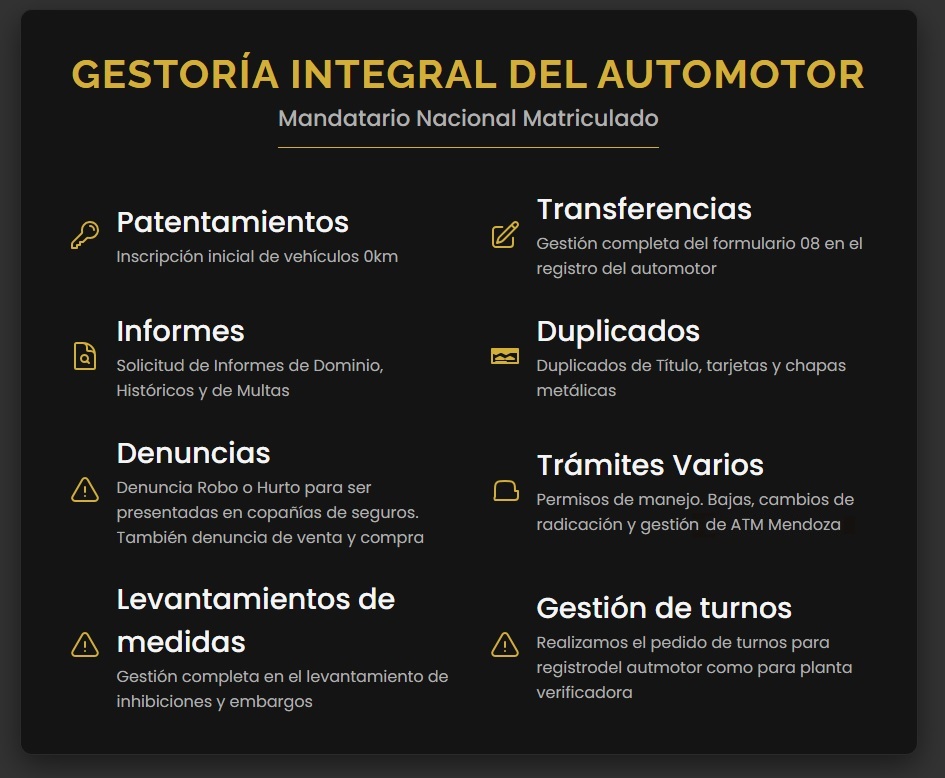 GESTORÍA INTEGRAL DEL AUTOMOTOR
Mandatario Nacional Matriculado
Patentamientos
Inscripción inicial de vehículos 0km
Transferencias
Gestión completa del formulario 08 en el
registro del automotor
Informes
Solicitud de Informes de Dominio,
Históricos y de Multas
Duplicados
Duplicados de Título, tarjetas y chapas
metálicas
Denuncias
Denuncia Robo o Hurto para ser
presentadas en copañías de seguros.
También denuncia de venta y compra
Trámites Varios
Permisos de manejo. Bajas, cambios de
radicación y gestión de ATM Mendoza
Levantamientos de
medidas
Gestión completa en el levantamiento de
inhibiciones y embargos
Gestión de turnos
Realizamos el pedido de turnos para
registrodel autmotor como para planta
verificadora